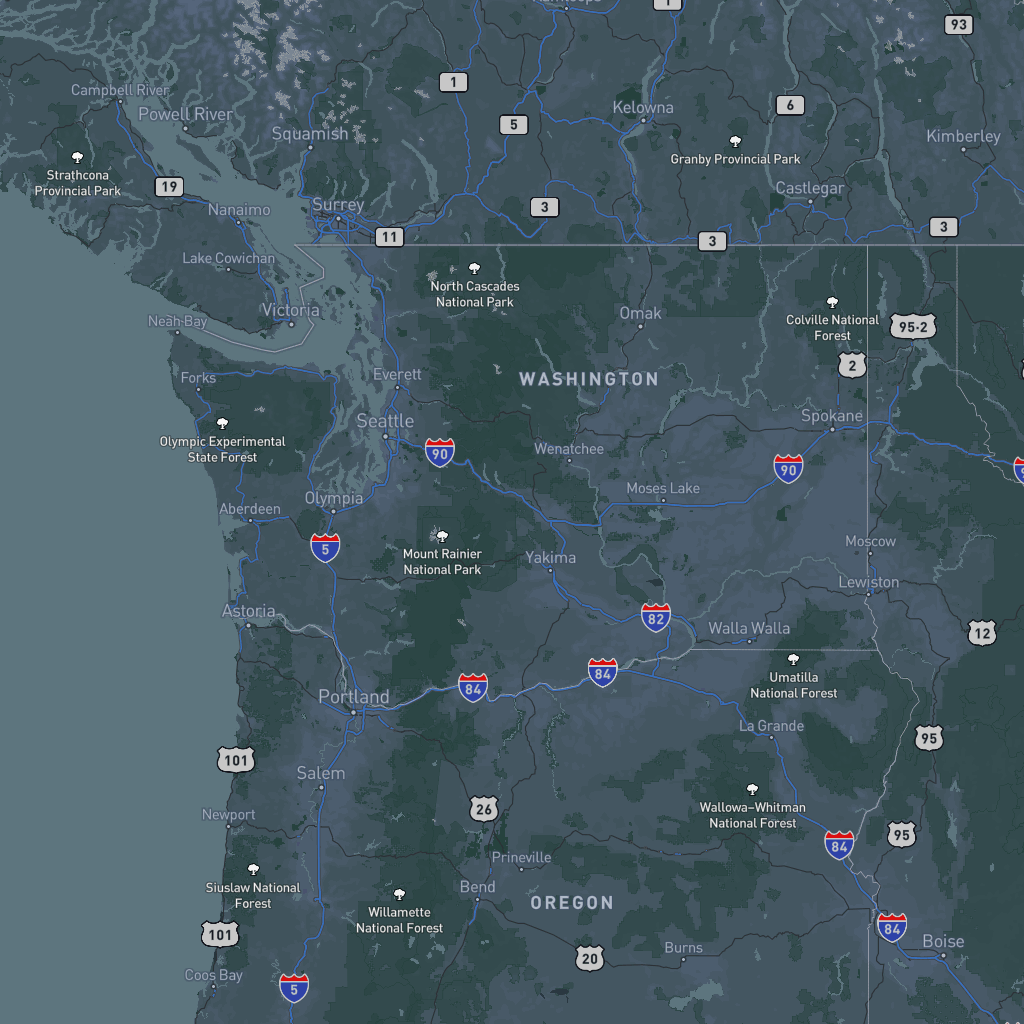 1
93
Campbell River
1
Powell River
5
Kelowna
6
Squamish
Kimberley
Granby Provincial Park
Strathcona
Provincial Park
19
Castlegar
Nanaimo
Surrey
3
11
3
3
Lake Cowichan
North Cascades
National Park
Victoria
Omak
Neah Bay
Colville National
Forest
95-2
2
Forks
Everett
WASHINGTON
Seattle
Spokane
Olympic Experimental
State Forest
90
Wenatchee
90
Olympia
Moses Lake
Aberdeen
5
Mount Rainier
National Park
Yakima
Moscow
Lewiston
Astoria
82
Walla Walla
12
84
84
Umatilla
National Forest
Portland
La Grande
95
101
Salem
26
Wallowa–Whitman
National Forest
Newport
95
84
Prineville
Siuslaw National
Forest
Bend
Willamette
National Forest
OREGON
101
84
Burns
20
Boise
Coos Bay
5